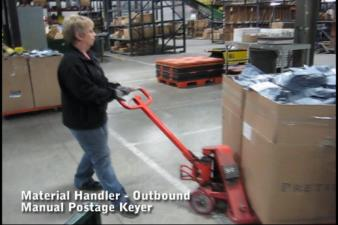 Material Handler - Outbound
Manual Postage Keyer